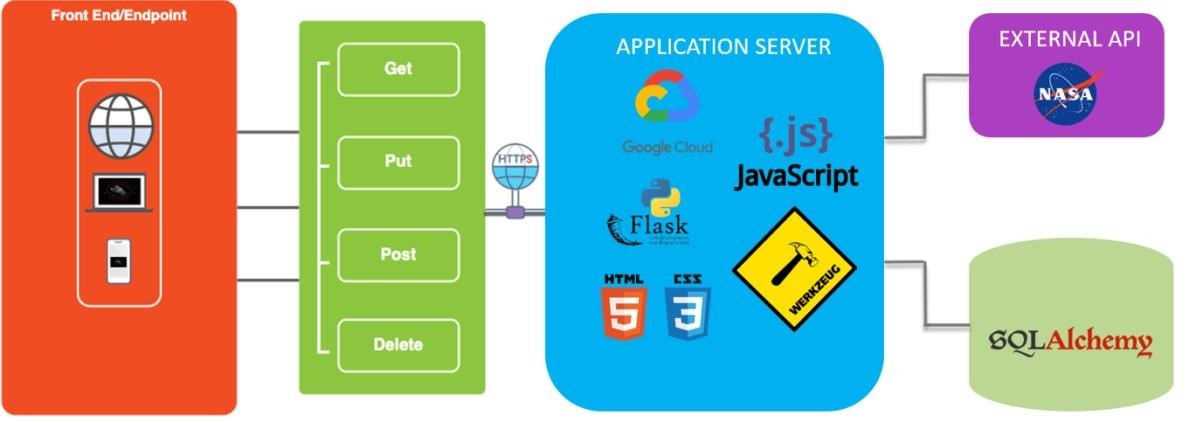 Front End/Endpoint
Get
Put
Post
Delete
HTTPS
APPLICATION SERVER
Google Cloud
{.js}
JavaScript
Flask
HTML
5
CSS
3
WERKZEUG
EXTERNAL API
NASA
SQLAlchemy